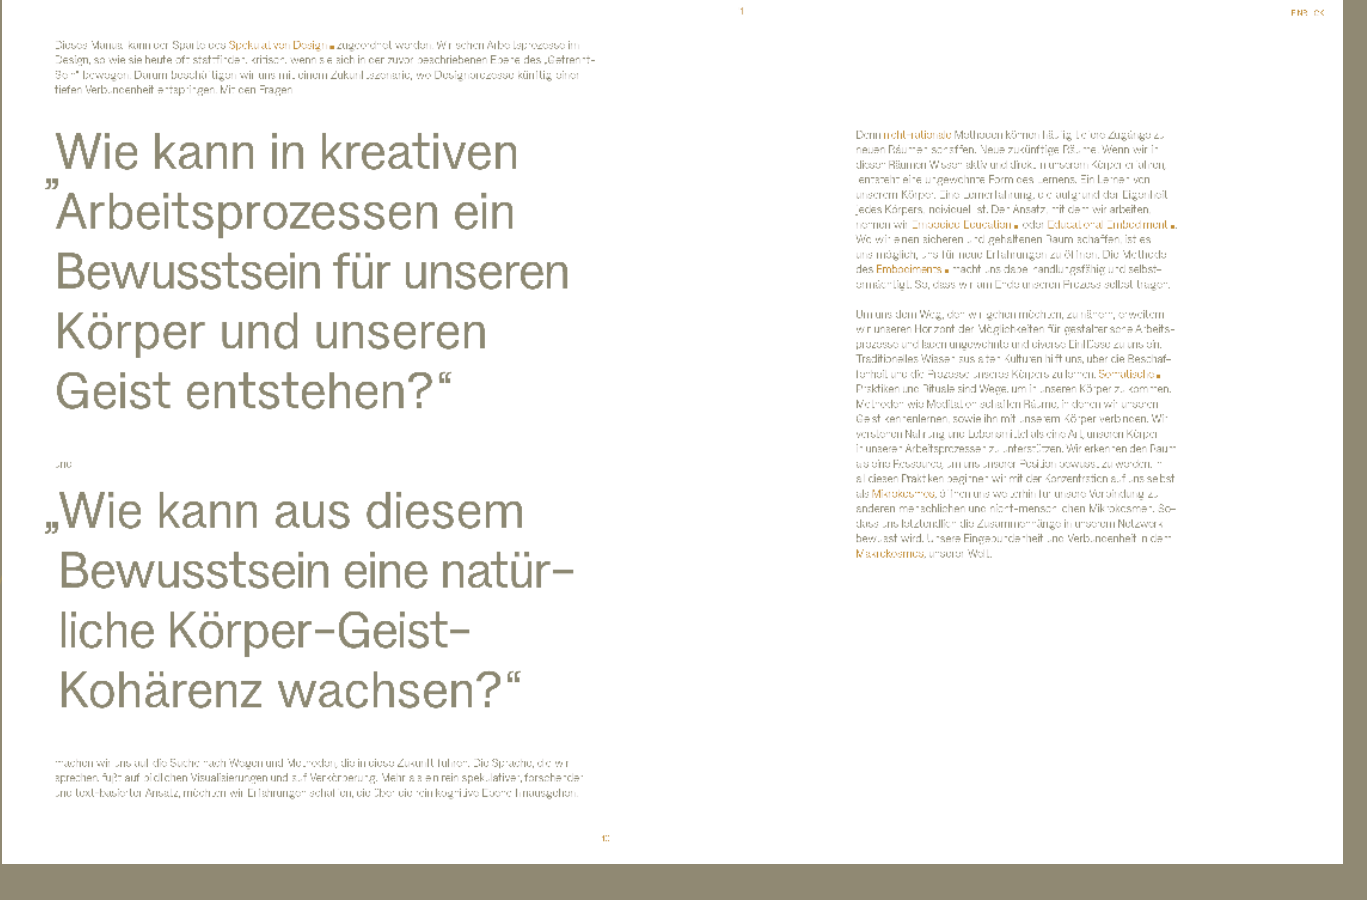 1
EINBLICK
Dieses Manual kann der Sparte des Spekulativen Design ■ zugeordnet werden. Wir sehen Arbeitsprozesse im
Design, so wie sie heute oft stattfinden, kritisch, wenn sie sich in der zuvor beschriebenen Ebene des „Getrennt-
Sein“ bewegen. Darum beschäftigen wir uns mit einem Zukunftsszenario, wo Designprozesse künftig einer
tiefen Verbundenheit entspringen. Mit den Fragen
„Wie kann in kreativen
Arbeitsprozessen ein
Bewusstsein für unseren
Körper und unseren
Geist entstehen?“
und
„Wie kann aus diesem
Bewusstsein eine natür-
liche Körper-Geist-
Kohärenz wachsen?“
machen wir uns auf die Suche nach Wegen und Methoden, die in diese Zukunft führen. Die Sprache, die wir
sprechen, fußt auf bildlichen Visualisierungen und auf Verkörperung. Mehr als ein rein spekulativer, forschender
und text-basierter Ansatz, möchten wir Erfahrungen schaffen, die über die rein kognitive Ebene hinausgehen.
10
Denn nicht-rationale Methoden können häufig tiefere Zugänge zu
neuen Räumen schaffen. Neue zukünftige Räume. Wenn wir in
diesen Räumen Wissen aktiv und direkt in unserem Körper erfahren,
entsteht eine ungewohnte Form des Lernens. Ein Lernen von
unserem Körper. Eine Lernerfahrung, die aufgrund der Eigenheit
jedes Körpers, individuell ist. Den Ansatz, mit dem wir arbeiten,
nennen wir Embodied Education ■ oder Educational Embodiment ■.
Wo wir einen sicheren und gehaltenen Raum schaffen, ist es
uns möglich, uns für neue Erfahrungen zu öffnen. Die Methode
des Embodiments ■ macht uns dabei handlungsfähig und selbst-
ermächtigt. So, dass wir am Ende unseren Prozess selbst tragen.
Um uns dem Weg, den wir gehen möchten, zu nähern, erweitern
wir unseren Horizont der Möglichkeiten für gestalterische Arbeits-
prozesse und laden ungewohnte und diverse Einflüsse zu uns ein.
Traditionelles Wissen aus alten Kulturen hilft uns, über die Beschaf-
fenheit und die Prozesse unseres Körpers zu lernen. Somatische ■
Praktiken und Rituale sind Wege, um in unseren Körper zu kommen.
Methoden wie Meditation schaffen Räume, in denen wir unseren
Geist kennenlernen, sowie ihn mit unserem Körper verbinden. Wir
verstehen Nahrung und Lebensmittel als eine Art, unseren Körper
in unseren Arbeitsprozessen zu unterstützen. Wir erkennen den Raum
als eine Ressource, um uns unserer Position bewusst zu werden. In
all diesen Praktiken beginnen wir mit der Konzentration auf uns selbst
als Mikrokosmos, öffnen uns weiterhin für unsere Verbindung zu
anderen menschlichen und nicht-menschlichen Mikrokosmen. So-
dass uns letztendlich die Zusammenhänge in unserem Netzwerk
bewusst wird. Unsere Eingebundenheit und Verbundenheit in dem
Makrokosmos, unserer Welt.